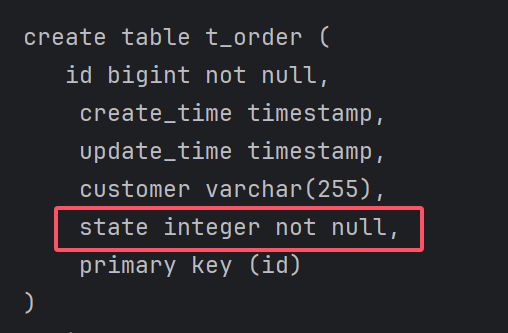 create table t_order (
id bigint not null,
create_time timestamp,
update_time timestamp,
customer varchar(255),
state integer not null,
primary key (id)
)